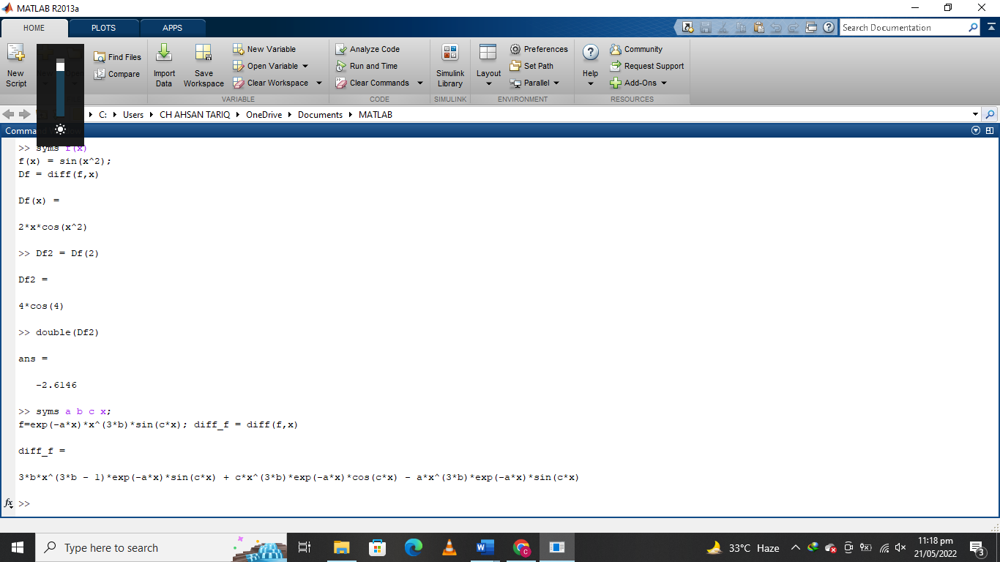 MATLAB R2013a
HOME PLOTS APPS
Search Documentation
New Script
Find Files
Compare
Import Data
Save Workspace
New Variable
Open Variable
Clear Workspace
VARIABLE
Analyze Code
Run and Time
Clear Commands
CODE
Simulink Library
SIMULINK
Layout
Preferences
Set Path
Parallel
ENVIRONMENT
Help
Community
Request Support
Add-Ons
RESOURCES
C: Users CH AHSAN TARIQ OneDrive Documents MATLAB
>> syms f(x)
f(x) = sin(x^2);
Df = diff(f,x)
Df(x) =
2*x*cos(x^2)
>> Df2 = Df(2)
Df2 =
4*cos(4)
>> double(Df2)
ans =
-2.6146
>> syms a b c x;
f=exp(-a*x)*x^(3*b)*sin(c*x); diff_f = diff(f,x)
diff_f =
3*b*x^(3*b - 1)*exp(-a*x)*sin(c*x) + c*x^(3*b)*exp(-a*x)*cos(c*x) - a*x^(3*b)*exp(-a*x)*sin(c*x)
fx >>
Type here to search
33°C Haze
11:18 pm
21/05/2022
3